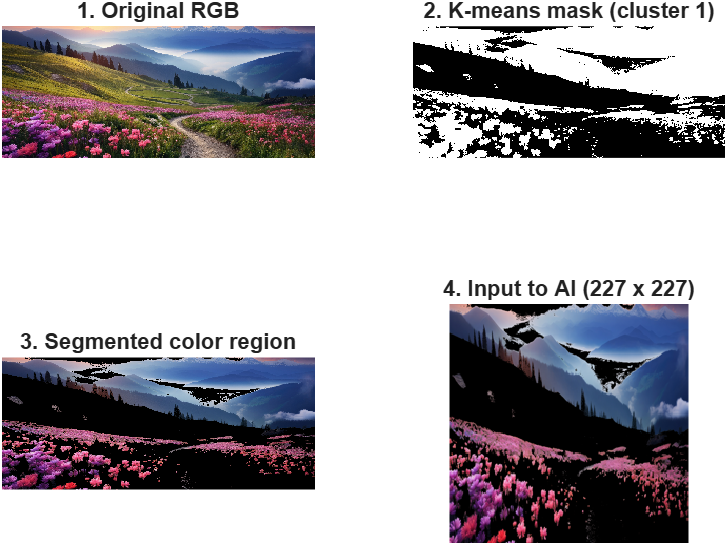 1. Original RGB
2. K-means mask (cluster 1)
3. Segmented color region
4. Input to AI (227 x 227)